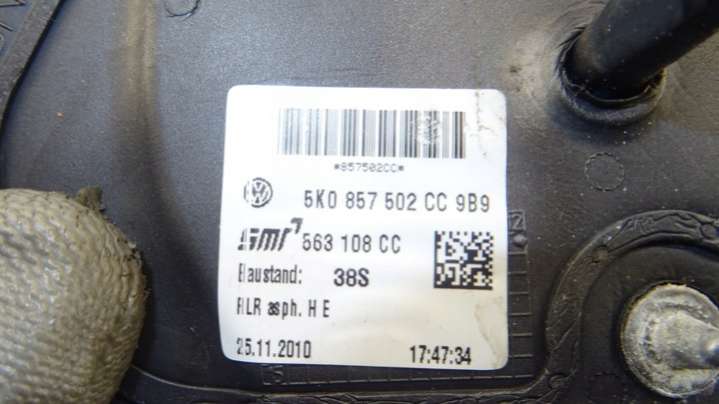 *857502CC*
5K0 857 502 CC 9B9
smr 563 108 CC
Baustand: 38S
RLR asph. H E
25.11.2010 17:47:34